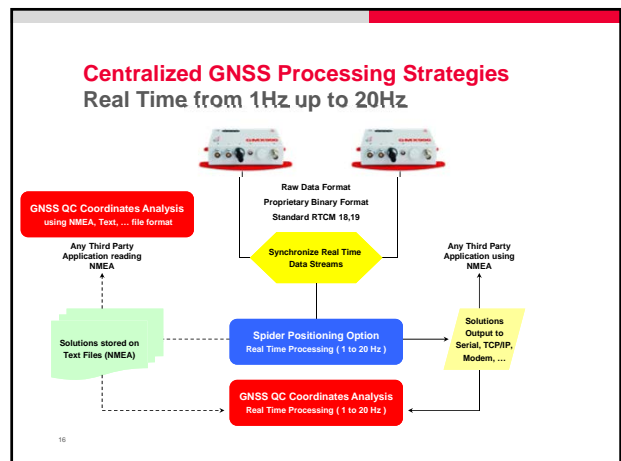 Centralized GNSS Processing Strategies
Real Time from 1Hz up to 20Hz
Raw Data Format
Proprietary Binary Format
Standard RTCM 18,19
GNSS QC Coordinates Analysis
using NMEA, Text, ... file format
Any Third Party
Application reading
NMEA
Synchronize Real Time
Data Streams
Any Third Party
Application using
NMEA
Solutions stored on
Text Files (NMEA)
Spider Positioning Option
Real Time Processing ( 1 to 20 Hz )
Solutions
Output to
Serial, TCP/IP,
Modem, ...
GNSS QC Coordinates Analysis
Real Time Processing ( 1 to 20 Hz )
16